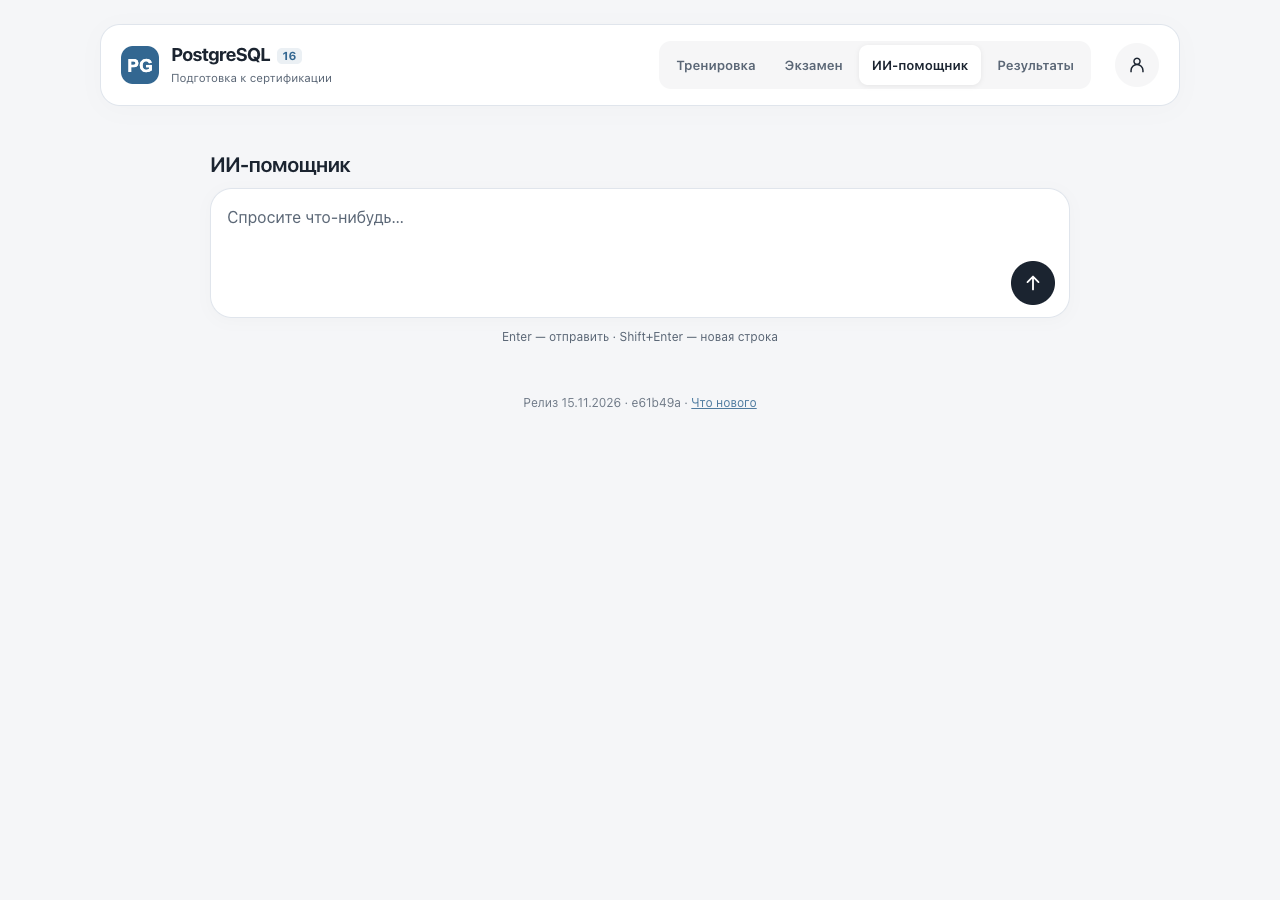 PG
PostgreSQL 16
Подготовка к сертификации
Тренировка Экзамен ИИ-помощник Результаты
ИИ-помощник
Спросите что-нибудь...
Enter — отправить · Shift+Enter — новая строка
Релиз 15.11.2026 · e61b49a · Что нового